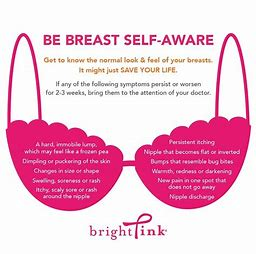 BE BREAST SELF-AWARE
Get to know the normal look & feel of your breasts.
It might just SAVE YOUR LIFE.
If any of the following symptoms persist or worsen
for 2-3 weeks, bring them to the attention of your doctor.
A hard, immobile lump,
which may feel like a frozen pea
Dimpling or puckering of the skin
Changes in size or shape
Swelling, soreness or rash
Itchy, scaly sore or rash
around the nipple
Persistent itching
Nipple that becomes flat or inverted
Bumps that resemble bug bites
Warmth, redness or darkening
New pain in one spot that
does not go away
Nipple discharge
brightpink